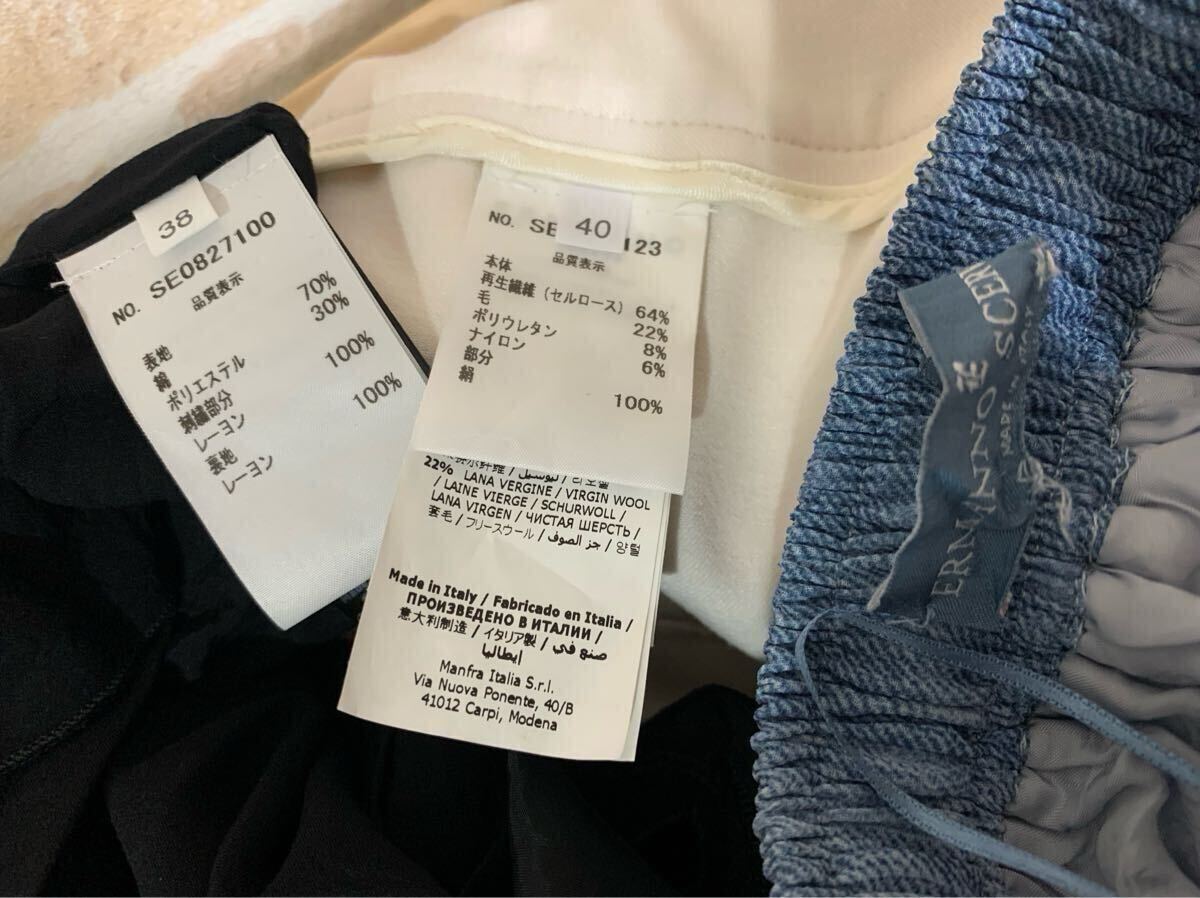 38
NO. SE0827100
品質表示
表地
綿 70%
ポリエステル 30%
刺繍部分
レーヨン 100%
裏地
レーヨン 100%
40
NO. SE 123
品質表示
本体
再生繊維 (セルロース) 64%
毛 22%
ポリウレタン 8%
ナイロン 6%
部分
絹 100%
22% LANA VERGINE / VIRGIN WOOL
/ LAINE VIERGE / SCHURWOLL /
LANA VIRGEN / ЧИСТАЯ ШЕРСТЬ /
套毛 / フリースウール / جز الصوف / 양털
Made in Italy / Fabricado en Italia /
ПРОИЗВЕДЕНО В ИТАЛИИ /
意大利制造 / イタリア製 / صنع في
إيطاليا
Manfra Italia S.r.l.
Via Nuova Ponente, 40/B
41012 Carpi, Modena
ERMANNO SCER
MADE IN ITALY